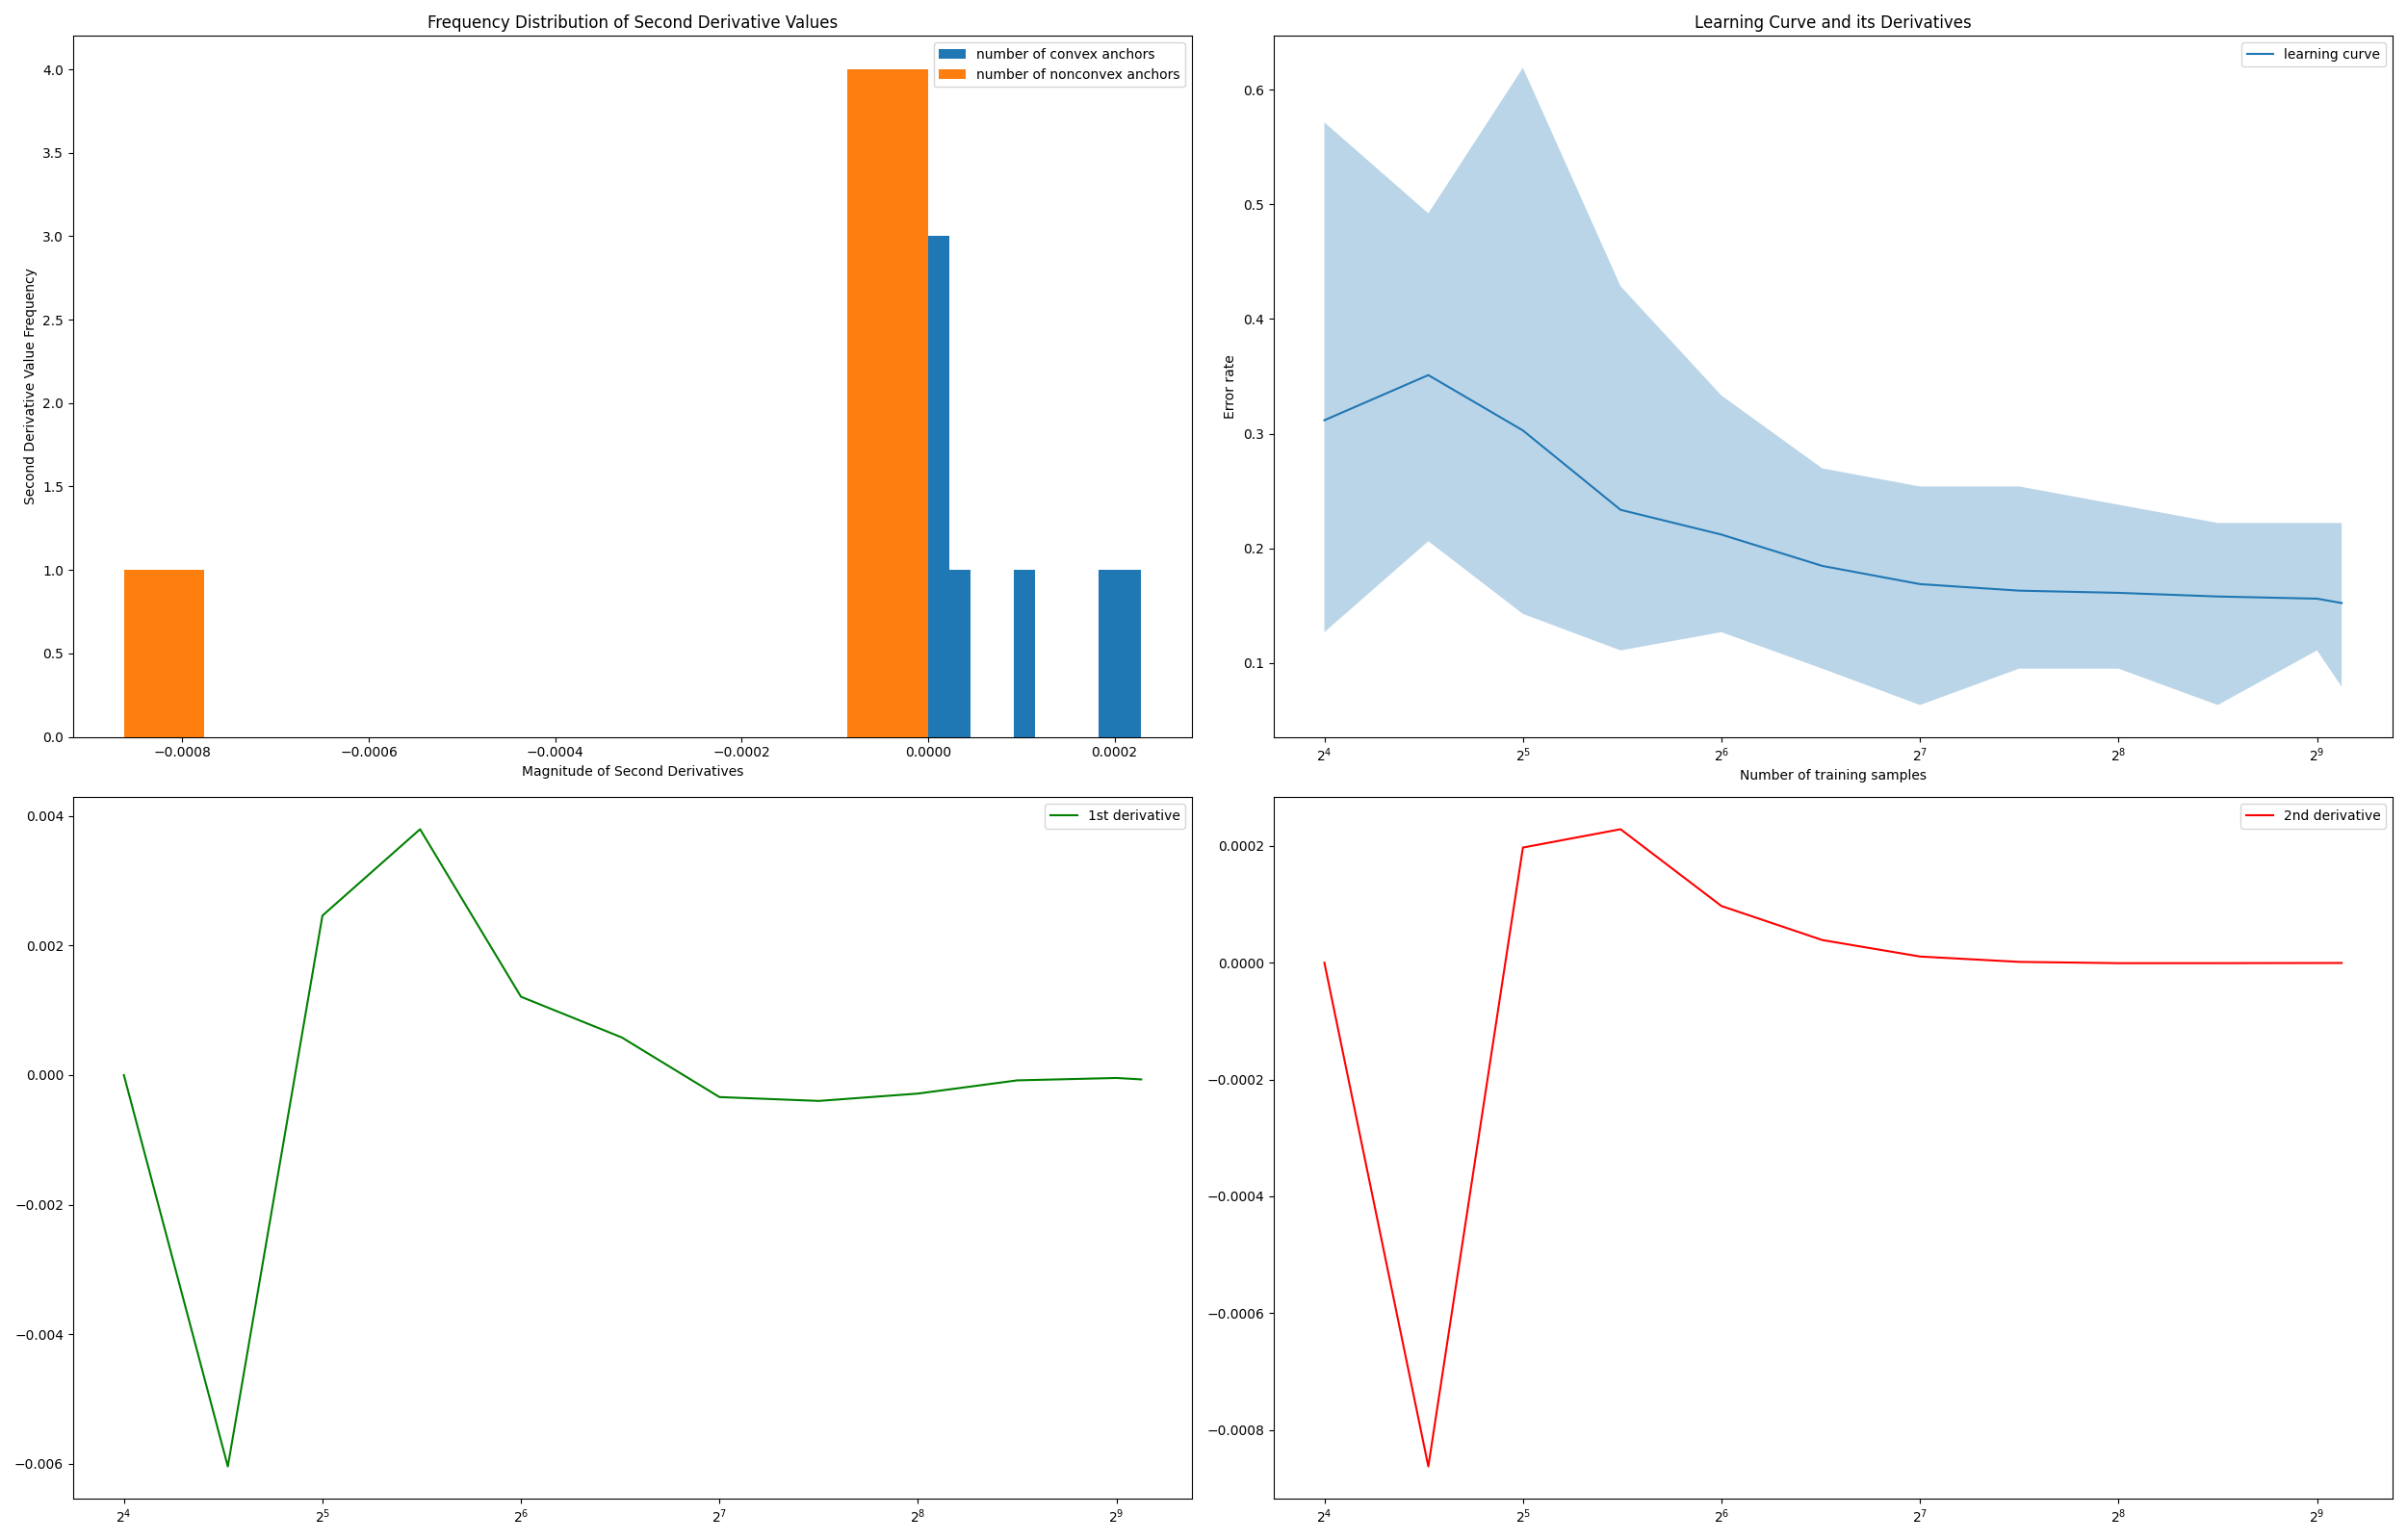 Frequency Distribution of Second Derivative Values
number of convex anchors
number of nonconvex anchors
4.0
3.5
3.0
2.5
2.0
1.5
1.0
0.5
0.0
Second Derivative Value Frequency
−0.0008 −0.0006 −0.0004 −0.0002 0.0000 0.0002
Magnitude of Second Derivatives
Learning Curve and its Derivatives
learning curve
0.6
0.5
0.4
0.3
0.2
0.1
Error rate
2⁴ 2⁵ 2⁶ 2⁷ 2⁸ 2⁹
Number of training samples
1st derivative
0.004
0.002
0.000
−0.002
−0.004
−0.006
2⁴ 2⁵ 2⁶ 2⁷ 2⁸ 2⁹
2nd derivative
0.0002
0.0000
−0.0002
−0.0004
−0.0006
−0.0008
2⁴ 2⁵ 2⁶ 2⁷ 2⁸ 2⁹